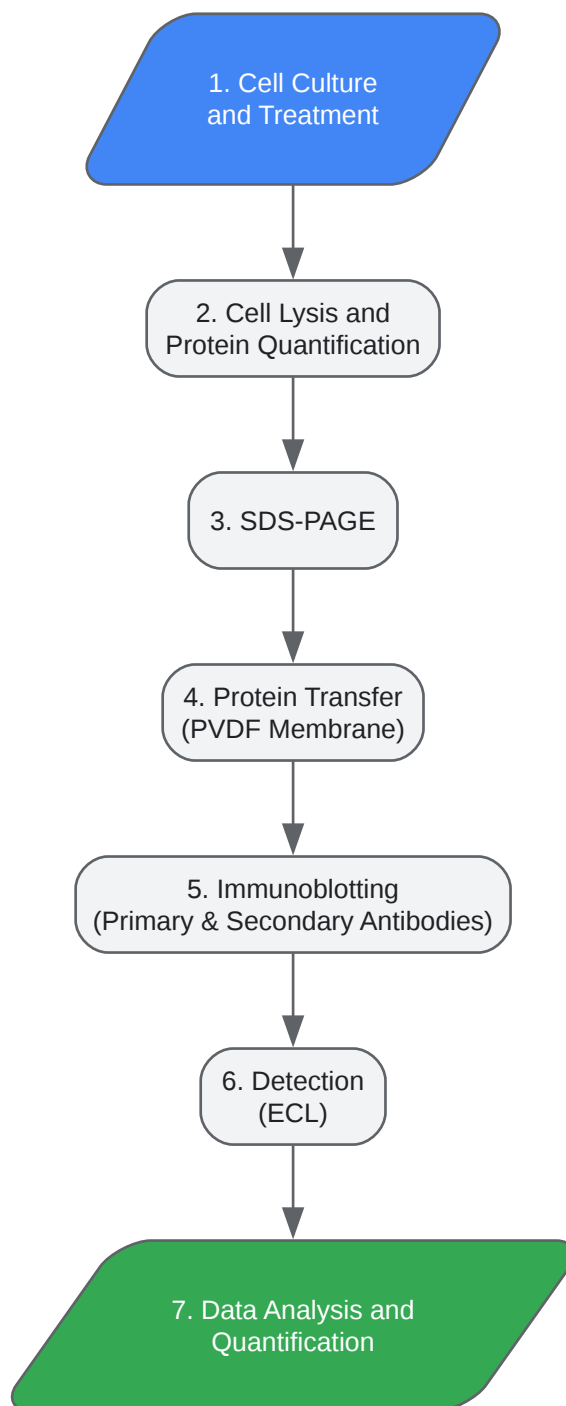 1. Cell Culture
and Treatment
2. Cell Lysis and
Protein Quantification
3. SDS-PAGE
4. Protein Transfer
(PVDF Membrane)
5. Immunoblotting
(Primary & Secondary Antibodies)
6. Detection
(ECL)
7. Data Analysis and
Quantification